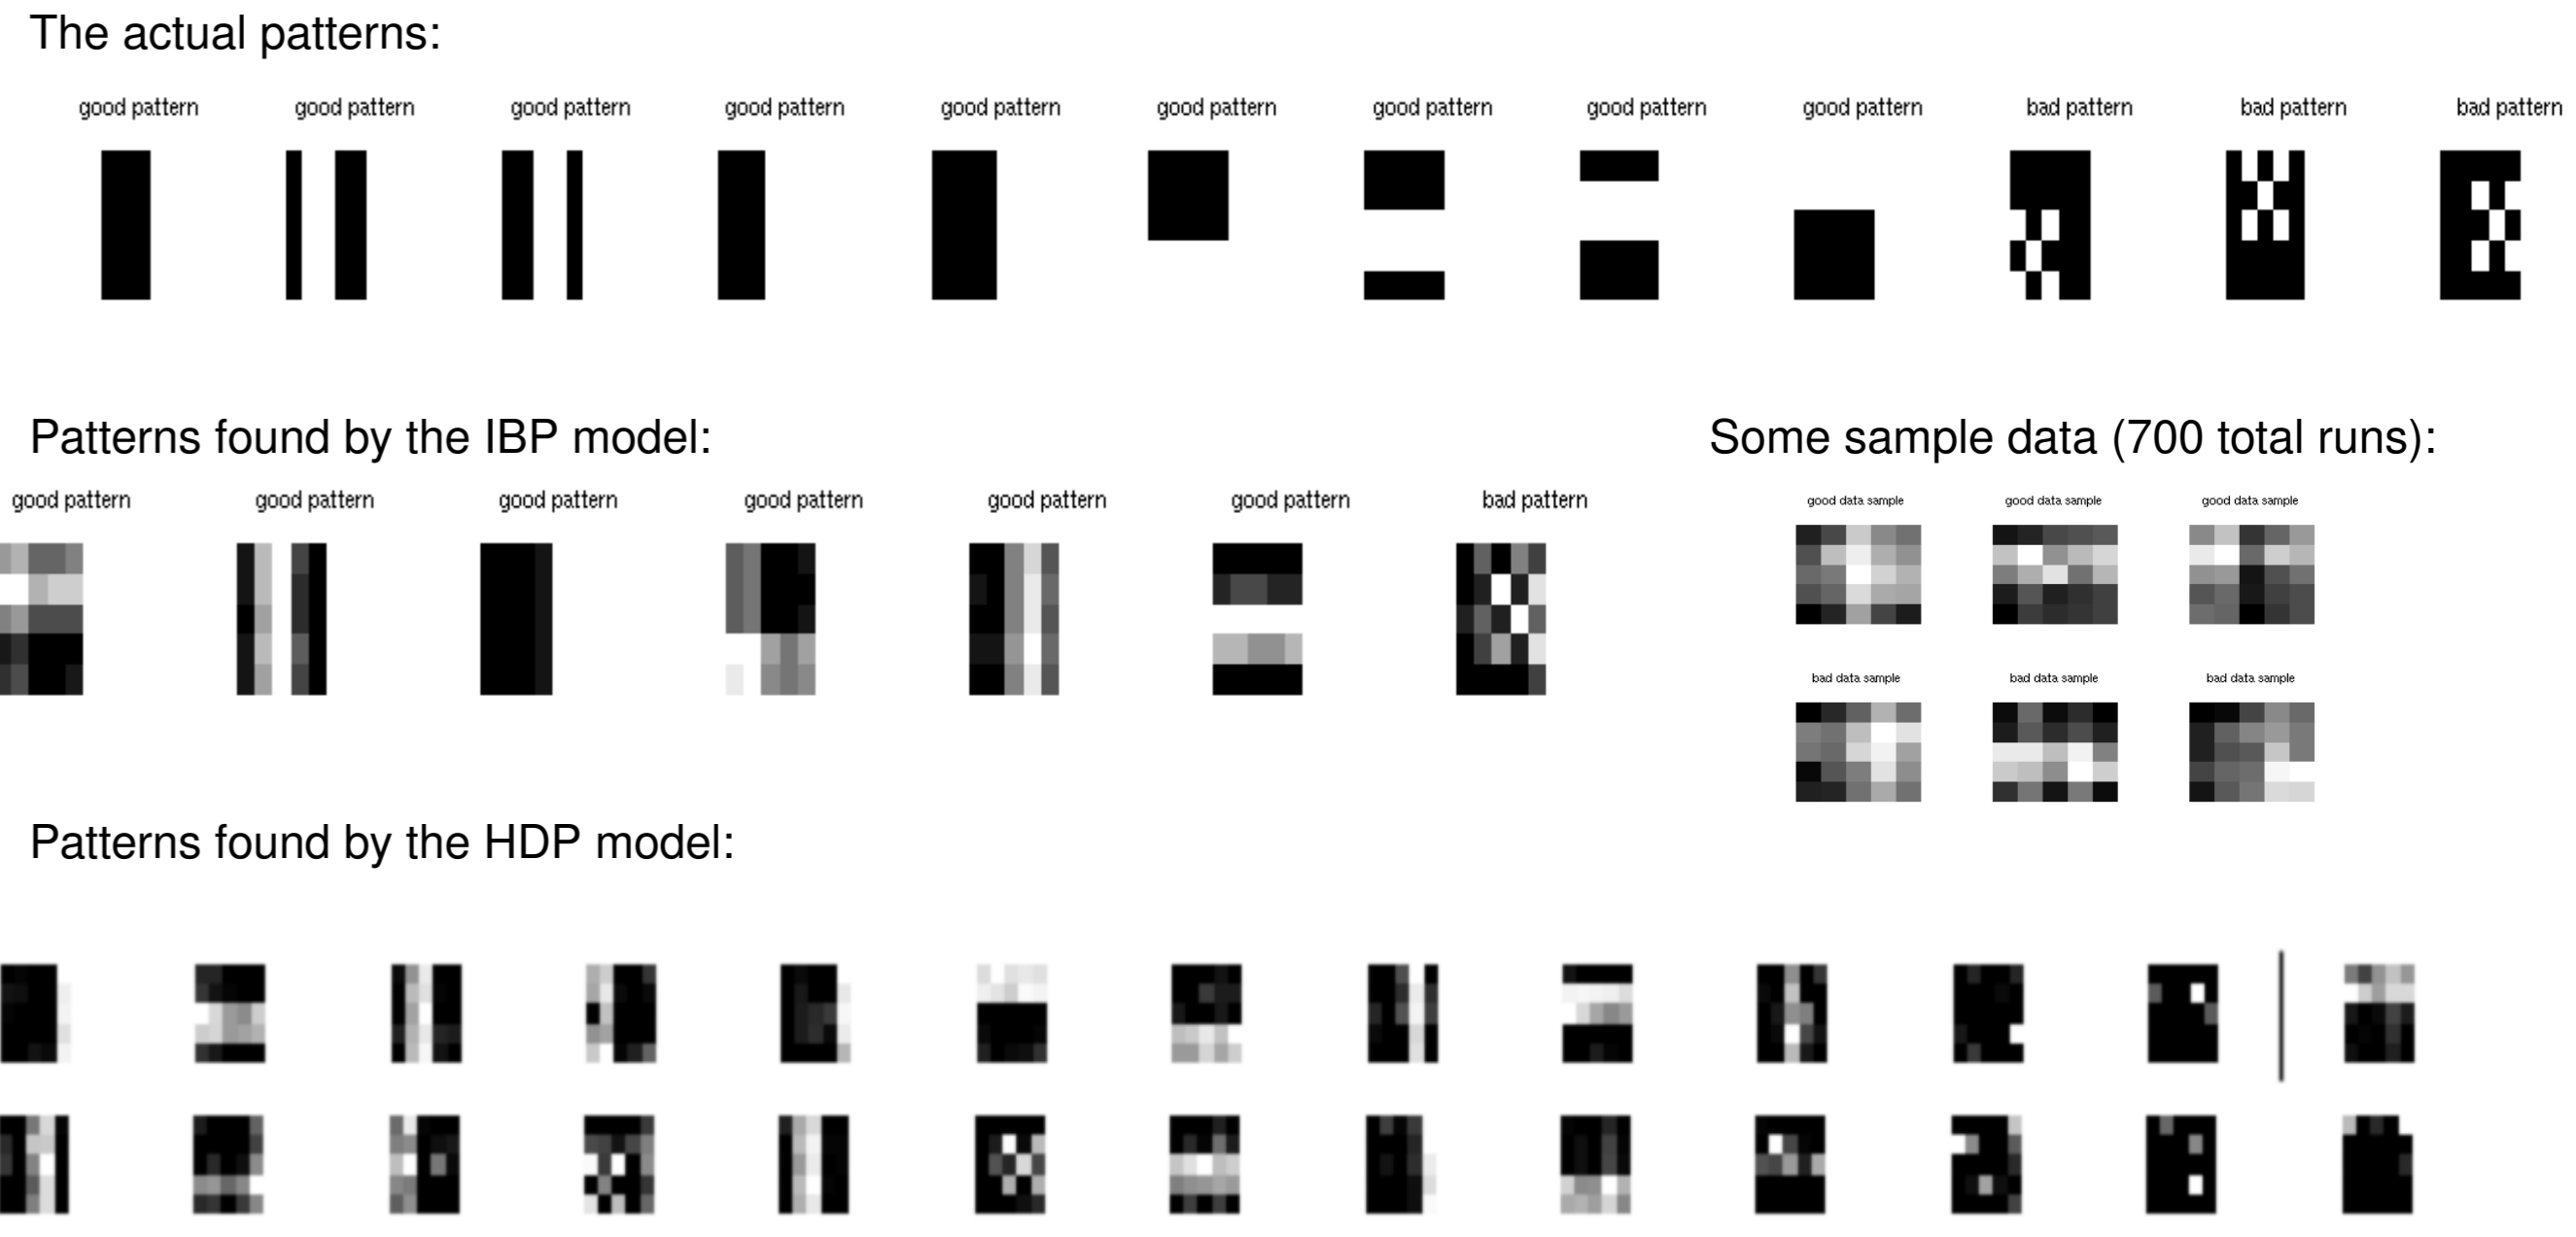 The actual patterns:
good pattern good pattern good pattern good pattern good pattern good pattern good pattern good pattern good pattern bad pattern bad pattern bad pattern
Patterns found by the IBP model:
good pattern good pattern good pattern good pattern good pattern good pattern bad pattern
Some sample data (700 total runs):
good data sample good data sample good data sample
bad data sample bad data sample bad data sample
Patterns found by the HDP model: